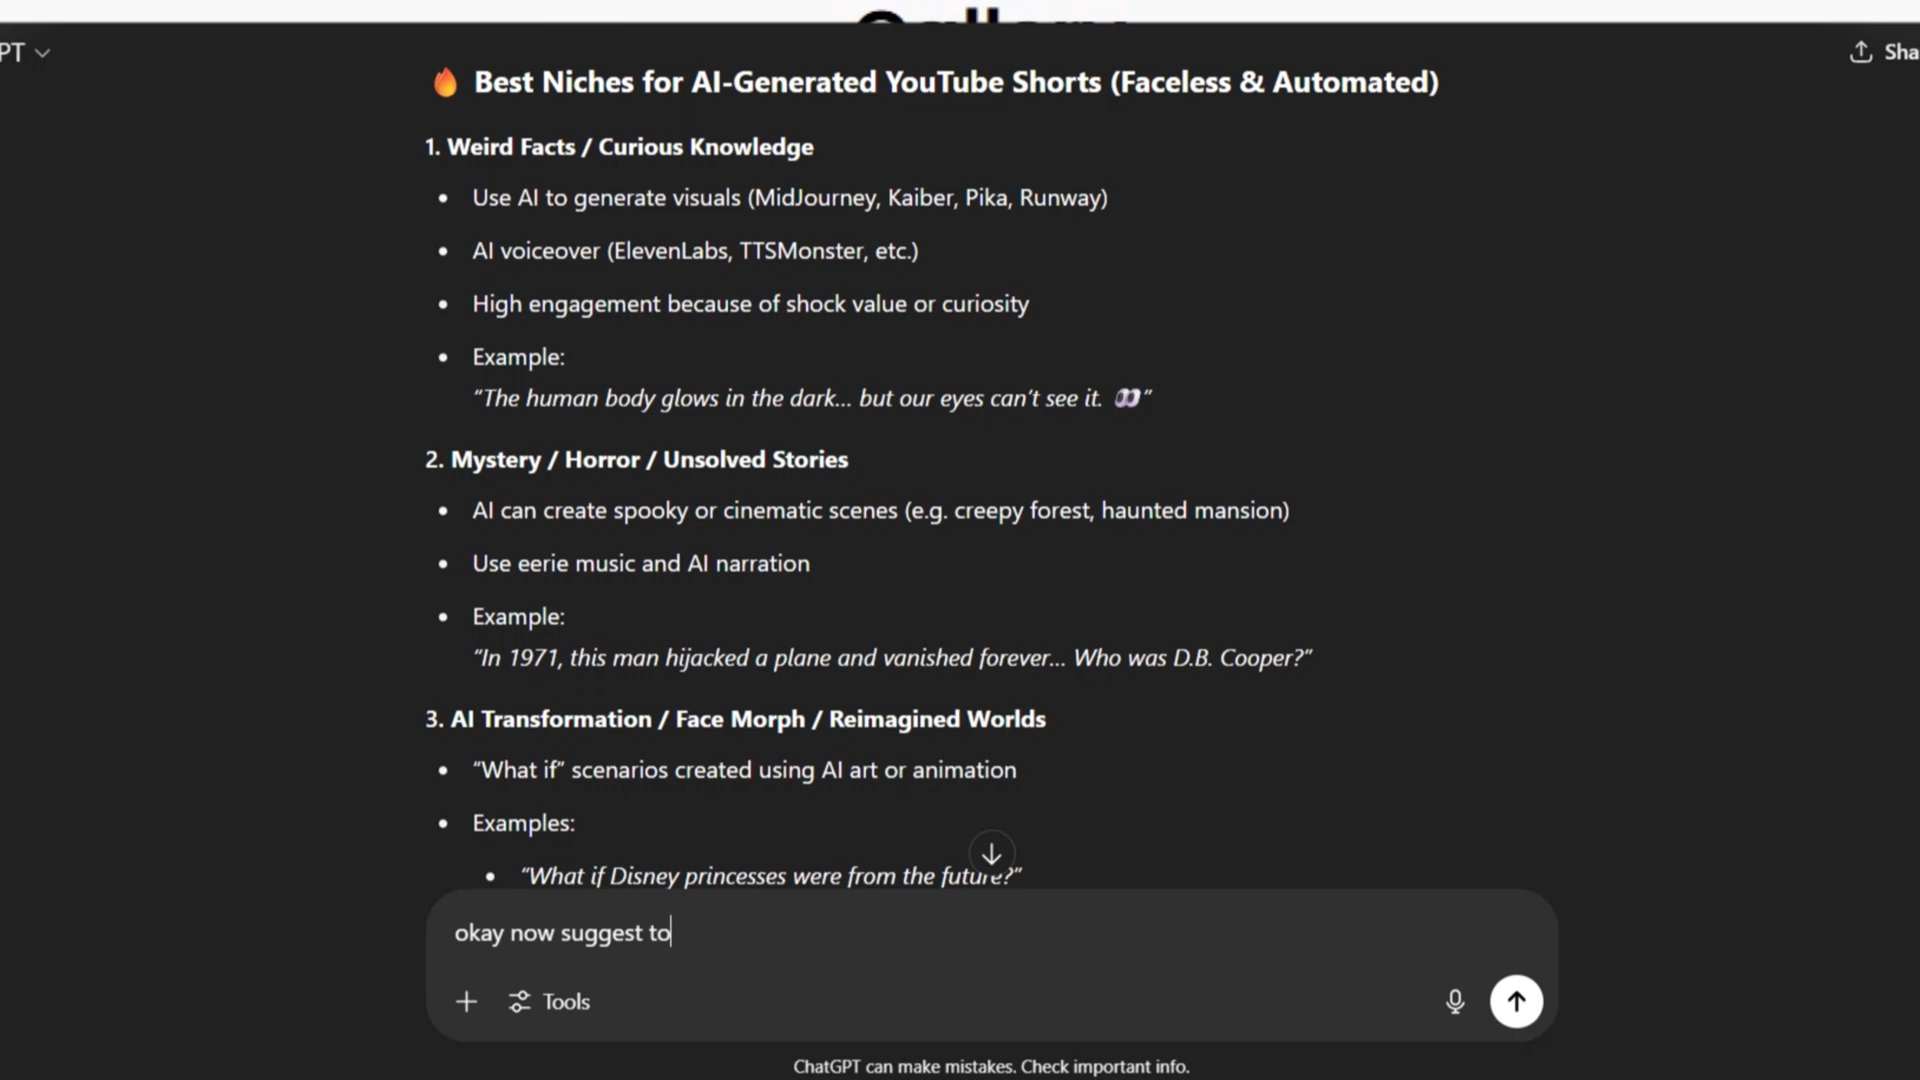 PT
Sha
🔥 Best Niches for AI-Generated YouTube Shorts (Faceless & Automated)
1. Weird Facts / Curious Knowledge
• Use AI to generate visuals (MidJourney, Kaiber, Pika, Runway)
• AI voiceover (ElevenLabs, TTSMonster, etc.)
• High engagement because of shock value or curiosity
• Example:
“The human body glows in the dark... but our eyes can’t see it. 👀”
2. Mystery / Horror / Unsolved Stories
• AI can create spooky or cinematic scenes (e.g. creepy forest, haunted mansion)
• Use eerie music and AI narration
• Example:
“In 1971, this man hijacked a plane and vanished forever... Who was D.B. Cooper?”
3. AI Transformation / Face Morph / Reimagined Worlds
• “What if” scenarios created using AI art or animation
• Examples:
• “What if Disney princesses were from the future?”
okay now suggest to
Tools
ChatGPT can make mistakes. Check important info.